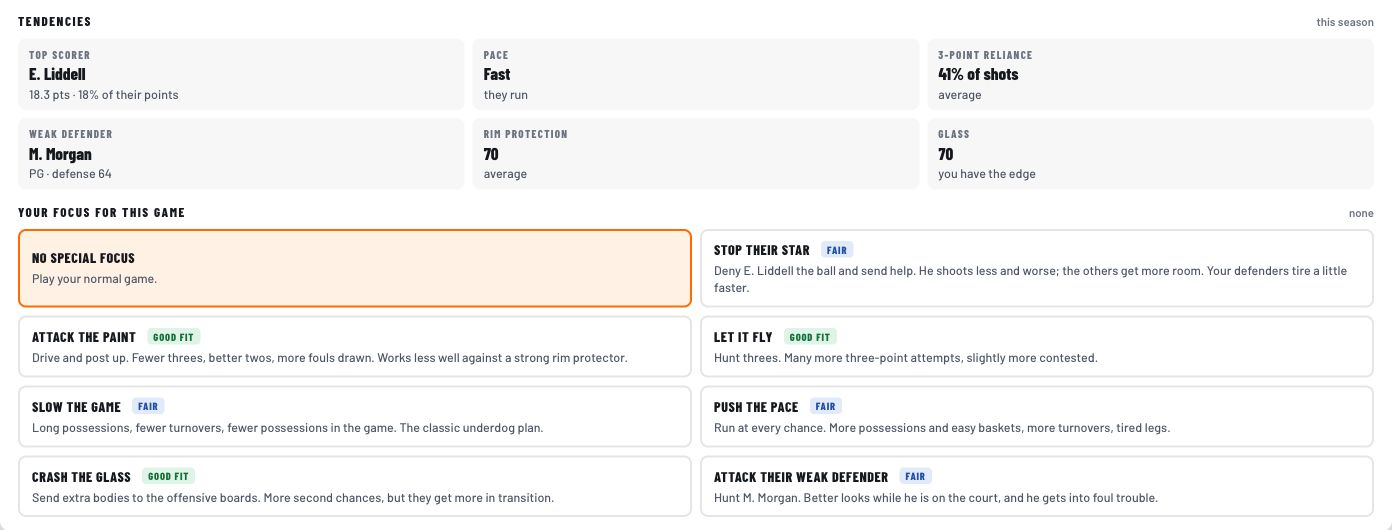 TENDENCIES
this season
TOP SCORER
E. Liddell
18.3 pts · 18% of their points
PACE
Fast
they run
3-POINT RELIANCE
41% of shots
average
WEAK DEFENDER
M. Morgan
PG · defense 64
RIM PROTECTION
70
average
GLASS
70
you have the edge
YOUR FOCUS FOR THIS GAME
none
NO SPECIAL FOCUS
Play your normal game.
STOP THEIR STAR FAIR
Deny E. Liddell the ball and send help. He shoots less and worse; the others get more room. Your defenders tire a little
faster.
ATTACK THE PAINT GOOD FIT
Drive and post up. Fewer threes, better twos, more fouls drawn. Works less well against a strong rim protector.
LET IT FLY GOOD FIT
Hunt threes. Many more three-point attempts, slightly more contested.
SLOW THE GAME FAIR
Long possessions, fewer turnovers, fewer possessions in the game. The classic underdog plan.
PUSH THE PACE FAIR
Run at every chance. More possessions and easy baskets, more turnovers, tired legs.
CRASH THE GLASS GOOD FIT
Send extra bodies to the offensive boards. More second chances, but they get more in transition.
ATTACK THEIR WEAK DEFENDER FAIR
Hunt M. Morgan. Better looks while he is on the court, and he gets into foul trouble.